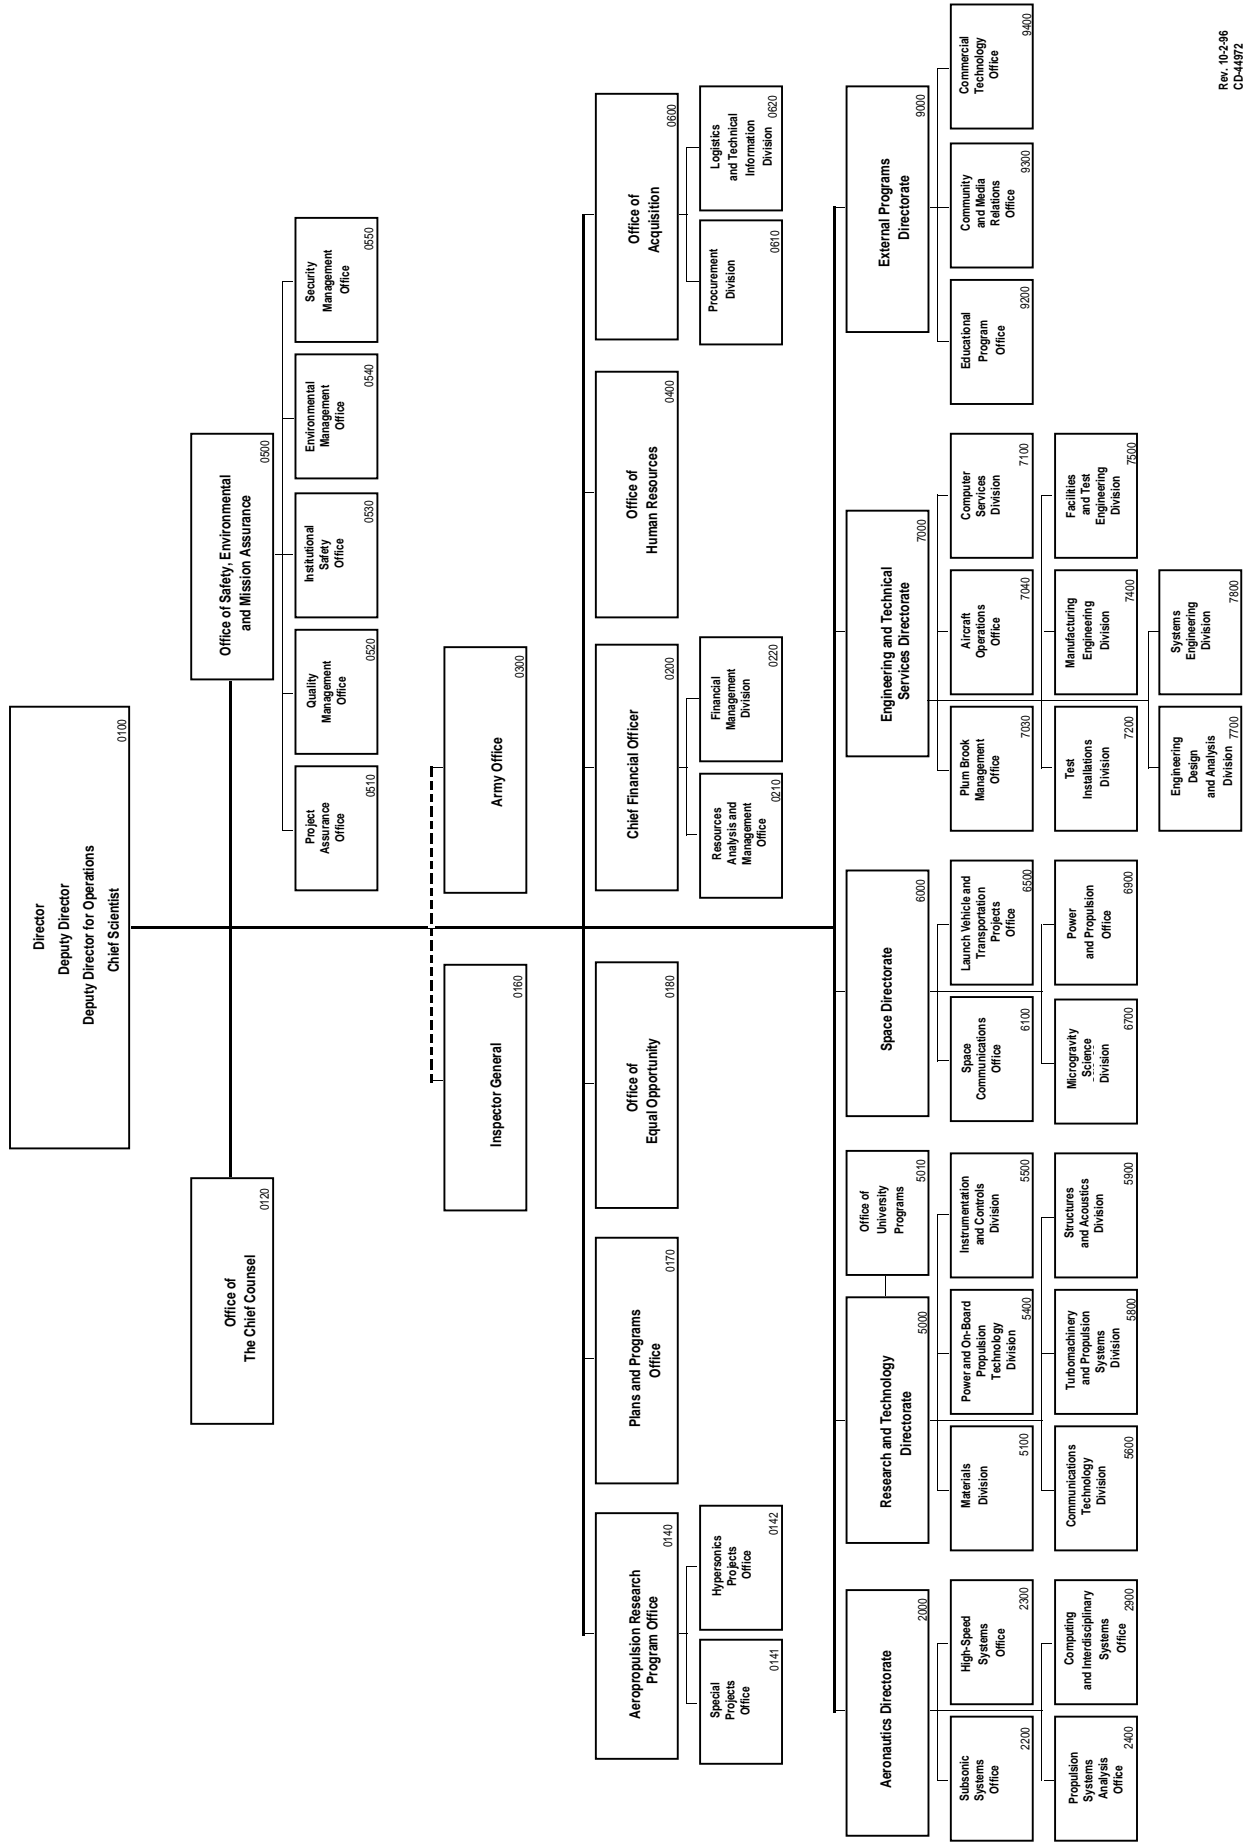 Director
Deputy Director
Deputy Director for Operations
Chief Scientist
0100
Office of
The Chief Counsel
0120
Office of Safety, Environmental
and Mission Assurance
0500
Project
Assurance
Office
0510
Quality
Management
Office
0520
Institutional
Safety
Office
0530
Environmental
Management
Office
0540
Security
Management
Office
0550
Inspector General
0160
Army Office
0300
Aeropropulsion Research
Program Office
0140
Special
Projects
Office
0141
Hypersonics
Projects
Office
0142
Plans and Programs
Office
0170
Office of
Equal Opportunity
0180
Chief Financial Officer
0200
Resources
Analysis and
Management
Office
0210
Financial
Management
Division
0220
Office of
Human Resources
0400
Office of
Acquisition
0600
Procurement
Division
0610
Logistics
and Technical
Information
Division 0620
Aeronautics Directorate
2000
Subsonic
Systems
Office
2200
High-Speed
Systems
Office
2300
Propulsion
Systems
Analysis
Office
2400
Computing
and Interdisciplinary
Systems
Office
2900
Research and Technology
Directorate
5000
Office of
University
Programs
5010
Materials
Division
5100
Power and On-Board
Propulsion
Technology
Division
5400
Instrumentation
and Controls
Division
5500
Communications
Technology
Division
5600
Turbomachinery
and Propulsion
Systems
Division
5800
Structures
and Acoustics
Division
5900
Space Directorate
6000
Space
Communications
Office
6100
Launch Vehicle and
Transportation
Projects
Office
6500
Microgravity
Science
Division
6700
Power
and Propulsion
Office
6900
Engineering and Technical
Services Directorate
7000
Plum Brook
Management
Office
7030
Aircraft
Operations
Office
7040
Computer
Services
Division
7100
Test
Installations
Division
7200
Manufacturing
Engineering
Division
7400
Facilities
and Test
Engineering
Division
7500
Engineering
Design
and Analysis
Division 7700
Systems
Engineering
Division
7800
External Programs
Directorate
9000
Educational
Program
Office
9200
Community
and Media
Relations
Office
9300
Commercial
Technology
Office
9400
Rev. 10-2-96
CD-44972